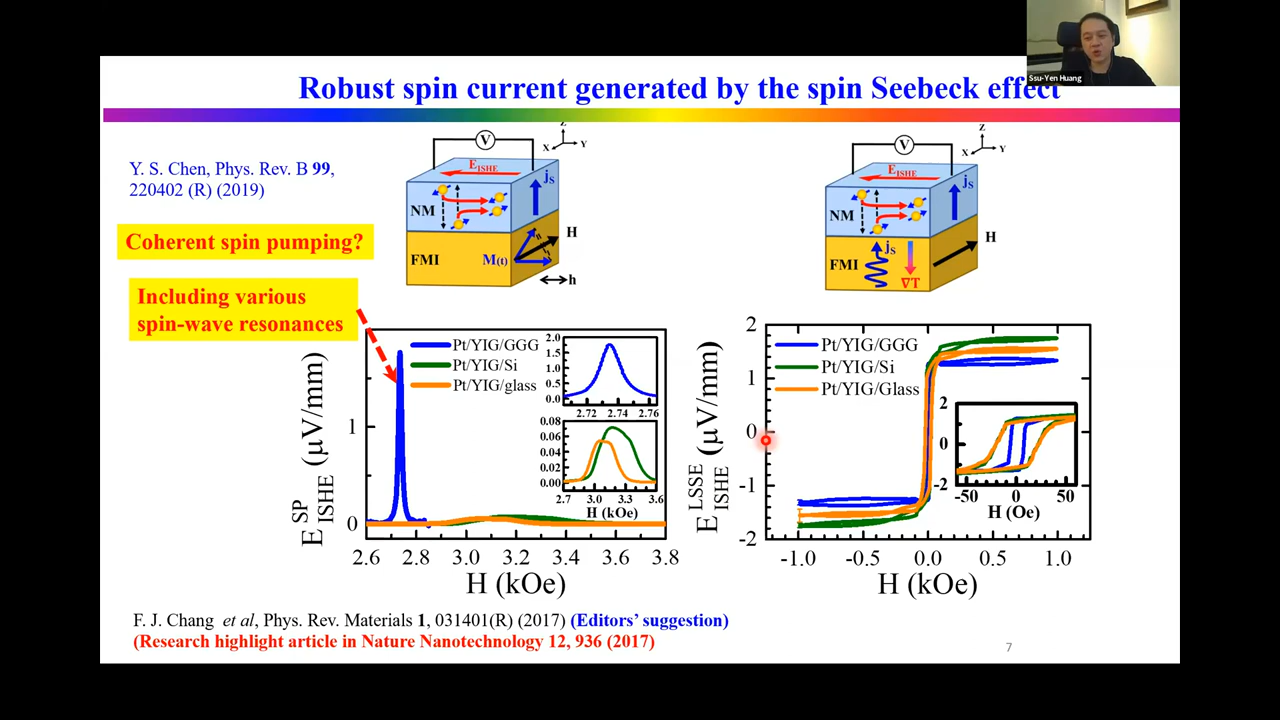 Ssu-Yen Huang
Robust spin current generated by the spin Seebeck effect
Y. S. Chen, Phys. Rev. B 99,
220402 (R) (2019)
Coherent spin pumping?
Including various
spin-wave resonances
V
Z
X
Y
E_ISHE
j_S
NM
H
FMI
M(t)
h
V
Z
X
Y
E_ISHE
j_S
NM
H
FMI
j_S
∇T
E^SP_ISHE (µV/mm)
1
0
Pt/YIG/GGG
Pt/YIG/Si
Pt/YIG/glass
2.0
1.5
1.0
0.5
0.0
2.72 2.74 2.76
0.08
0.06
0.04
0.02
0.00
2.7 3.0 3.3 3.6
H (kOe)
2.6 2.8 3.0 3.2 3.4 3.6 3.8
H (kOe)
E^LSSE_ISHE (µV/mm)
2
1
0
-1
-2
Pt/YIG/GGG
Pt/YIG/Si
Pt/YIG/Glass
2
0
-2
-50 0 50
H (Oe)
-1.0 -0.5 0.0 0.5 1.0
H (kOe)
F. J. Chang et al, Phys. Rev. Materials 1, 031401(R) (2017) (Editors’ suggestion)
(Research highlight article in Nature Nanotechnology 12, 936 (2017)
7